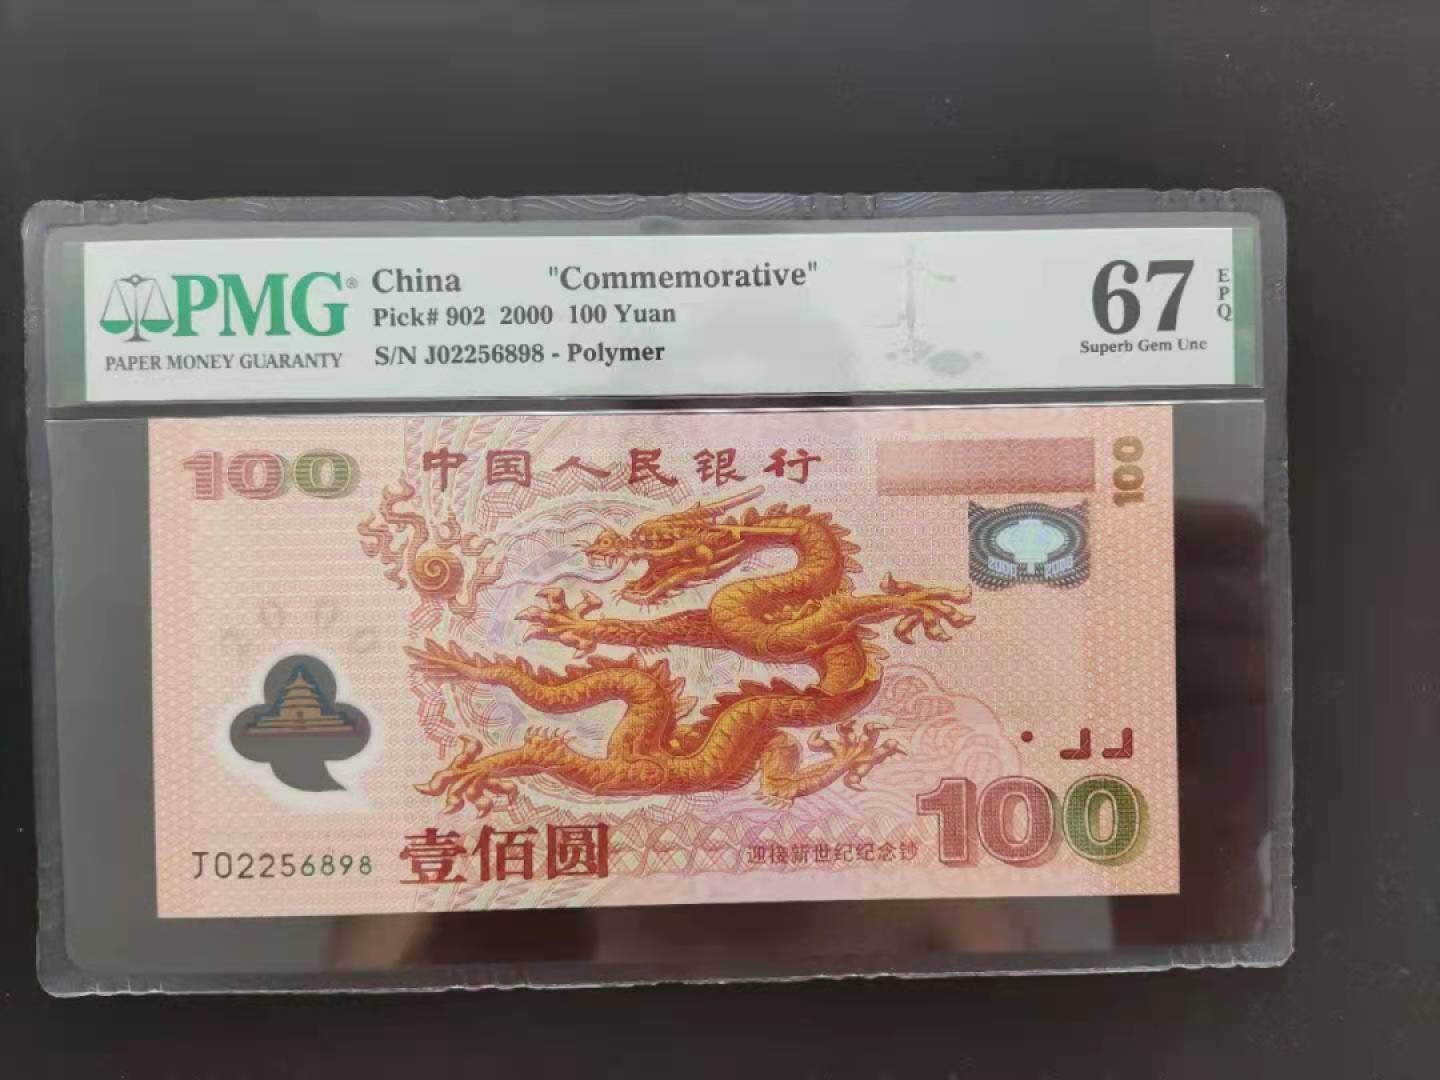 PMG®
PAPER MONEY GUARANTY
China "Commemorative"
Pick# 902 2000 100 Yuan
S/N J02256898 - Polymer
67
EPQ
Superb Gem Unc
100
中国人民银行
100
2000 2000
J02256898
壹佰圆
迎接新世纪纪念钞
100